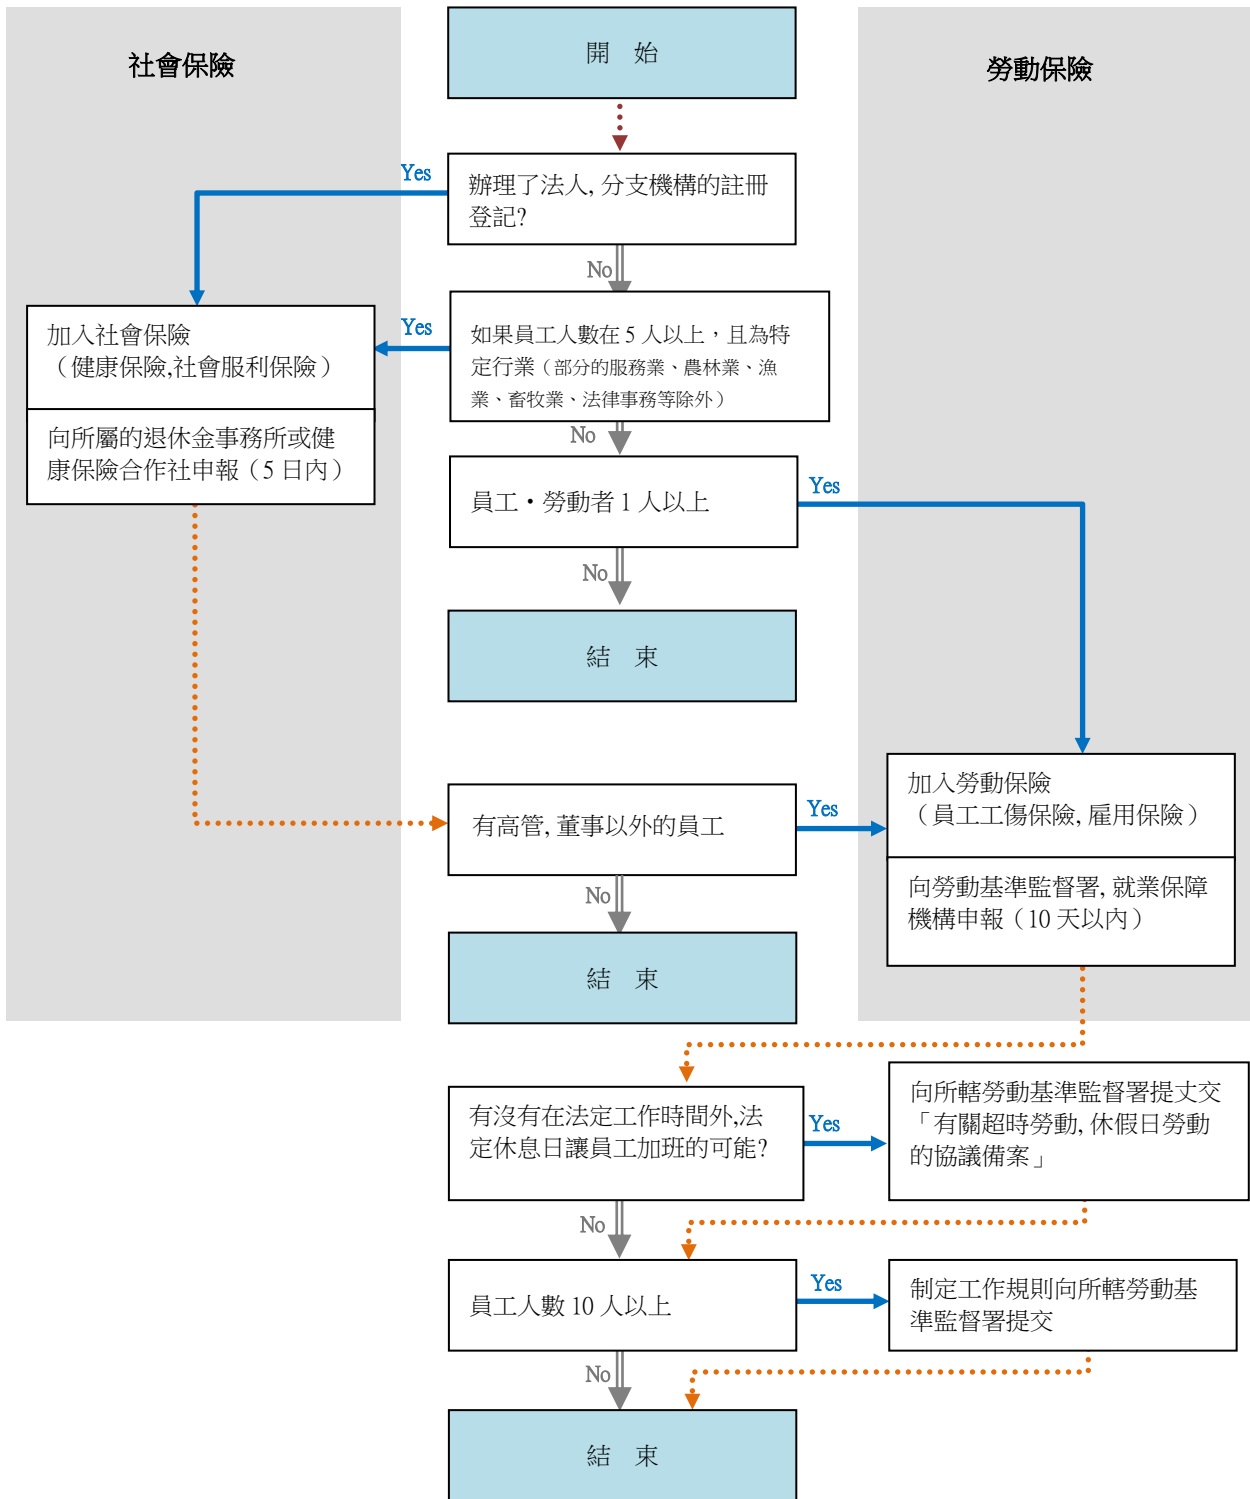 社會保險
開 始
勞動保險
Yes
辦理了法人, 分支機構的註冊
登記?
No
加入社會保險
（健康保險,社會服利保險）
Yes
如果員工人數在 5 人以上，且為特
定行業（部分的服務業、農林業、漁
業、畜牧業、法律事務等除外）
向所屬的退休金事務所或健
康保險合作社申報（5 日內）
No
員工・勞動者 1 人以上
Yes
No
結 束
有高管, 董事以外的員工
Yes
加入勞動保險
（員工工傷保險, 雇用保險）
向勞動基準監督署, 就業保障
機構申報（10 天以內）
No
結 束
有沒有在法定工作時間外,法
定休息日讓員工加班的可能?
Yes
向所轄勞動基準監督署提丈交
「有關超時勞動, 休假日勞動
的協議備案」
No
員工人數 10 人以上
Yes
制定工作規則向所轄勞動基
準監督署提交
No
結 束